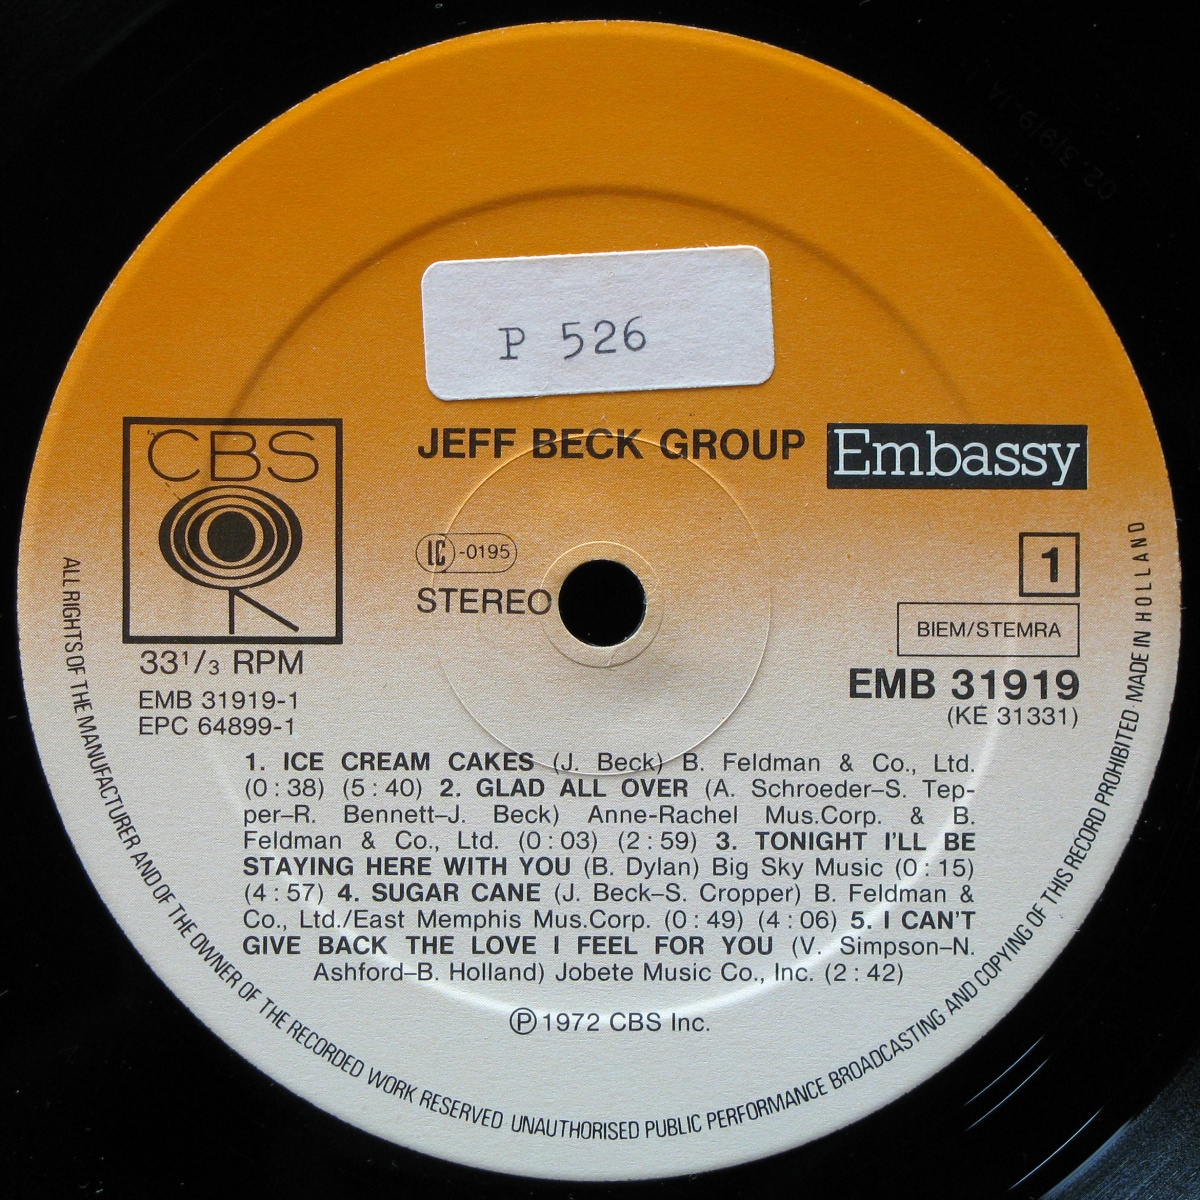 02-31919-1A
P 526
CBS
JEFF BECK GROUP
Embassy
LC-0195
1
STEREO
BIEM/STEMRA
33 1/3 RPM
EMB 31919
EMB 31919-1
(KE 31331)
EPC 64899-1
1. ICE CREAM CAKES (J. Beck) B. Feldman & Co., Ltd.
(0:38) (5:40) 2. GLAD ALL OVER (A. Schroeder–S. Tep-
per–R. Bennett–J. Beck) Anne-Rachel Mus.Corp. & B.
Feldman & Co., Ltd. (0:03) (2:59) 3. TONIGHT I'LL BE
STAYING HERE WITH YOU (B. Dylan) Big Sky Music (0:15)
(4:57) 4. SUGAR CANE (J. Beck–S. Cropper) B. Feldman &
Co., Ltd./East Memphis Mus.Corp. (0:49) (4:06) 5. I CAN'T
GIVE BACK THE LOVE I FEEL FOR YOU (V. Simpson–N.
Ashford–B. Holland) Jobete Music Co., Inc. (2:42)
Ⓟ1972 CBS Inc.
ALL RIGHTS OF THE MANUFACTURER AND OF THE OWNER OF THE RECORDED WORK RESERVED · UNAUTHORISED PUBLIC PERFORMANCE BROADCASTING AND COPYING OF THIS RECORD PROHIBITED · MADE IN HOLLAND